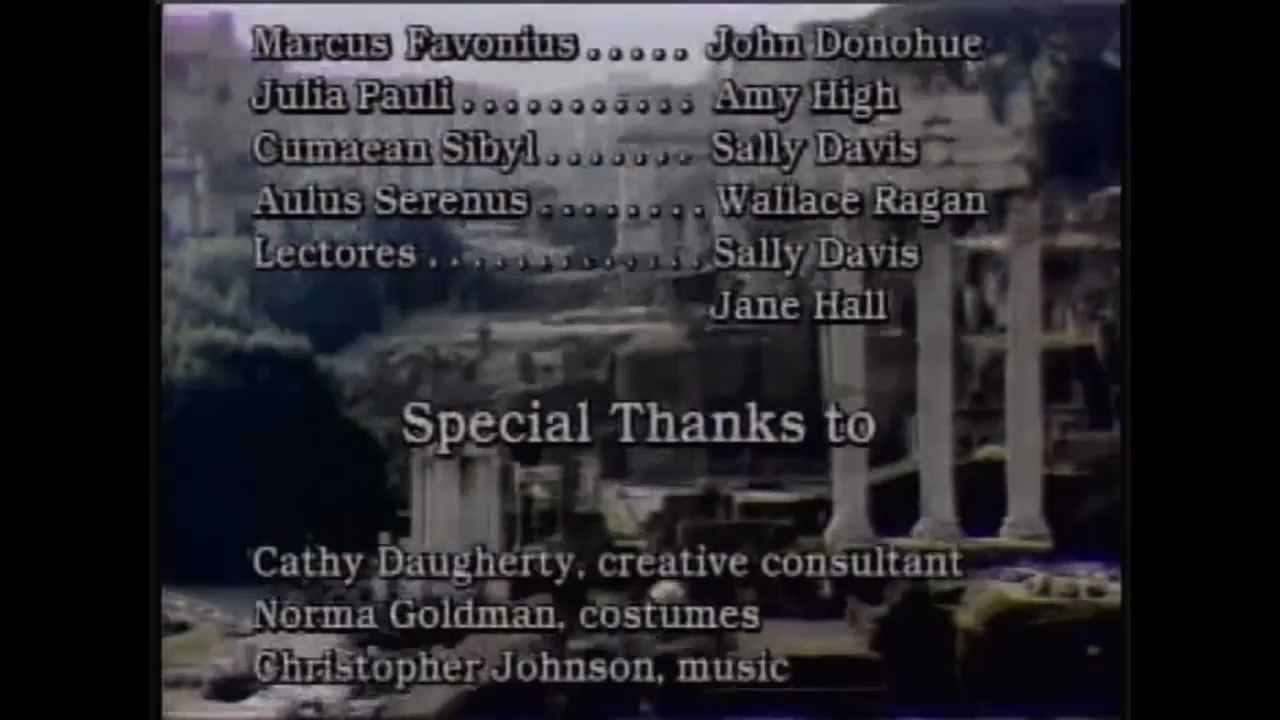 Marcus Favonius..... John Donohue
Julia Pauli........... Amy High
Cumaean Sibyl....... Sally Davis
Aulus Serenus........ Wallace Ragan
Lectores.............Sally Davis
Jane Hall
Special Thanks to
Cathy Daugherty, creative consultant
Norma Goldman, costumes
Christopher Johnson, music